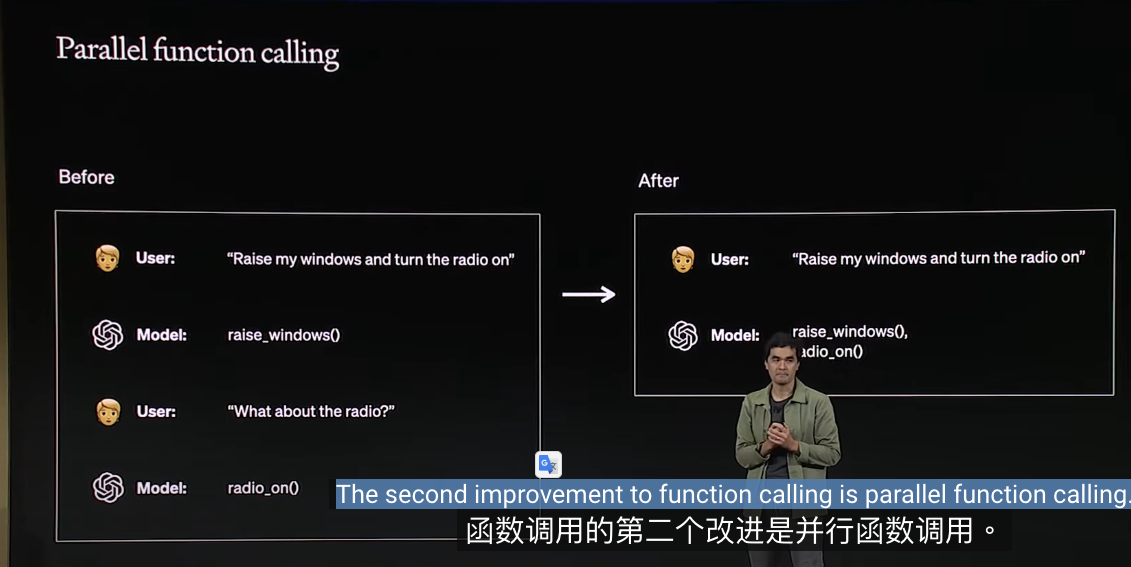 Parallel function calling
Before
User: “Raise my windows and turn the radio on”
Model: raise_windows()
User: “What about the radio?”
Model: radio_on()
After
User: “Raise my windows and turn the radio on”
Model: raise_windows(),
adio_on()
The second improvement to function calling is parallel function calling.
函数调用的第二个改进是并行函数调用。